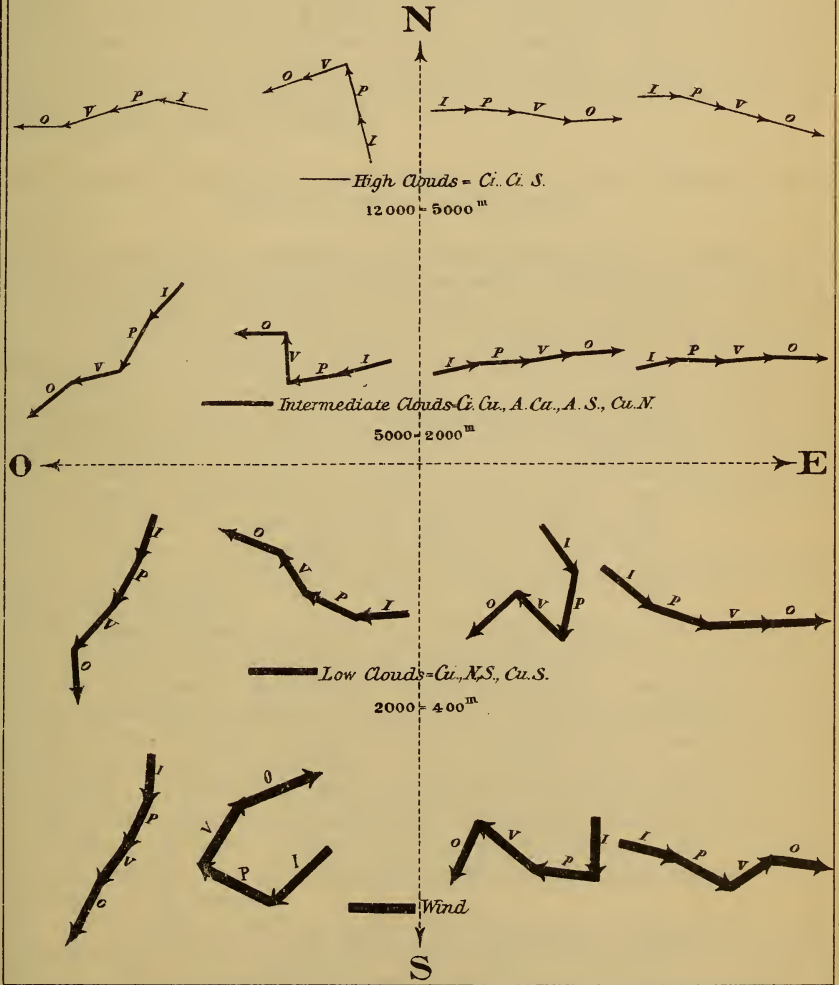 N
O V P I
O V P I
I P V O
I P V O
High Clouds = Ci.. Ci. S.
12000 - 5000 m
I P V O
O V P I
I P V O
I P V O
Intermediate Clouds=Ci. Cu., A. Cu., A. S., Cu. N.
5000 - 2000 m
O E
I P V O
O V P I
I P V O
I P V O
Low Clouds=Cu., N., S., Cu. S.
2000 - 400 m
I P V O
O V P I
O V P I
I P V O
Wind
S